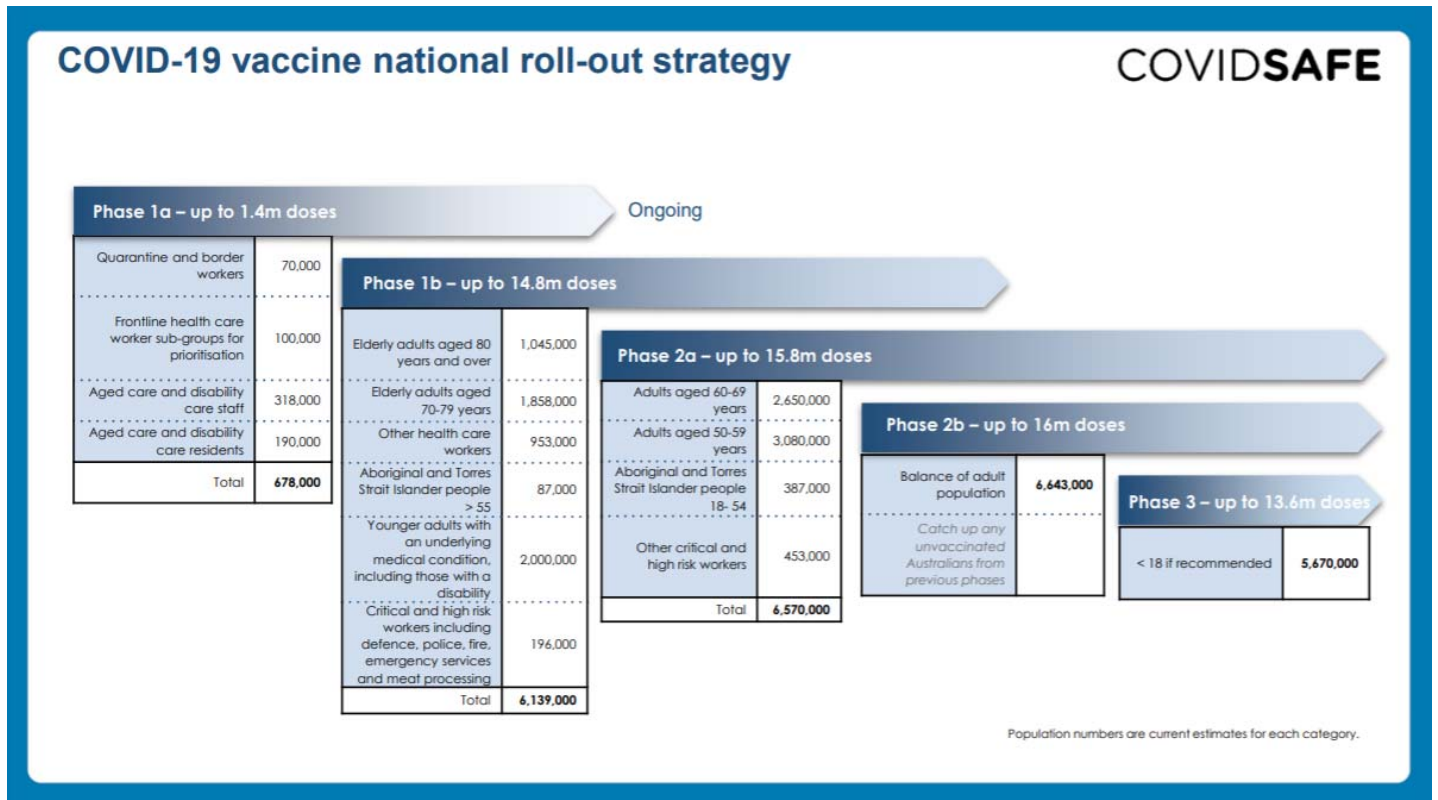 COVID-19 vaccine national roll-out strategy
COVIDSAFE
Phase 1a – up to 1.4m doses
Ongoing
Quarantine and border
workers
70,000
Frontline health care
worker sub-groups for
prioritisation
100,000
Aged care and disability
care staff
318,000
Aged care and disability
care residents
190,000
Total
678,000
Phase 1b – up to 14.8m doses
Elderly adults aged 80
years and over
1,045,000
Elderly adults aged
70-79 years
1,858,000
Other health care
workers
953,000
Aboriginal and Torres
Strait Islander people
> 55
87,000
Younger adults with
an underlying
medical condition,
including those with a
disability
2,000,000
Critical and high risk
workers including
defence, police, fire,
emergency services
and meat processing
196,000
Total
6,139,000
Phase 2a – up to 15.8m doses
Adults aged 60-69
years
2,650,000
Adults aged 50-59
years
3,080,000
Aboriginal and Torres
Strait Islander people
18- 54
387,000
Other critical and
high risk workers
453,000
Total
6,570,000
Phase 2b – up to 16m doses
Balance of adult
population
6,643,000
Catch up any
unvaccinated
Australians from
previous phases
Phase 3 – up to 13.6m doses
< 18 if recommended
5,670,000
Population numbers are current estimates for each category.